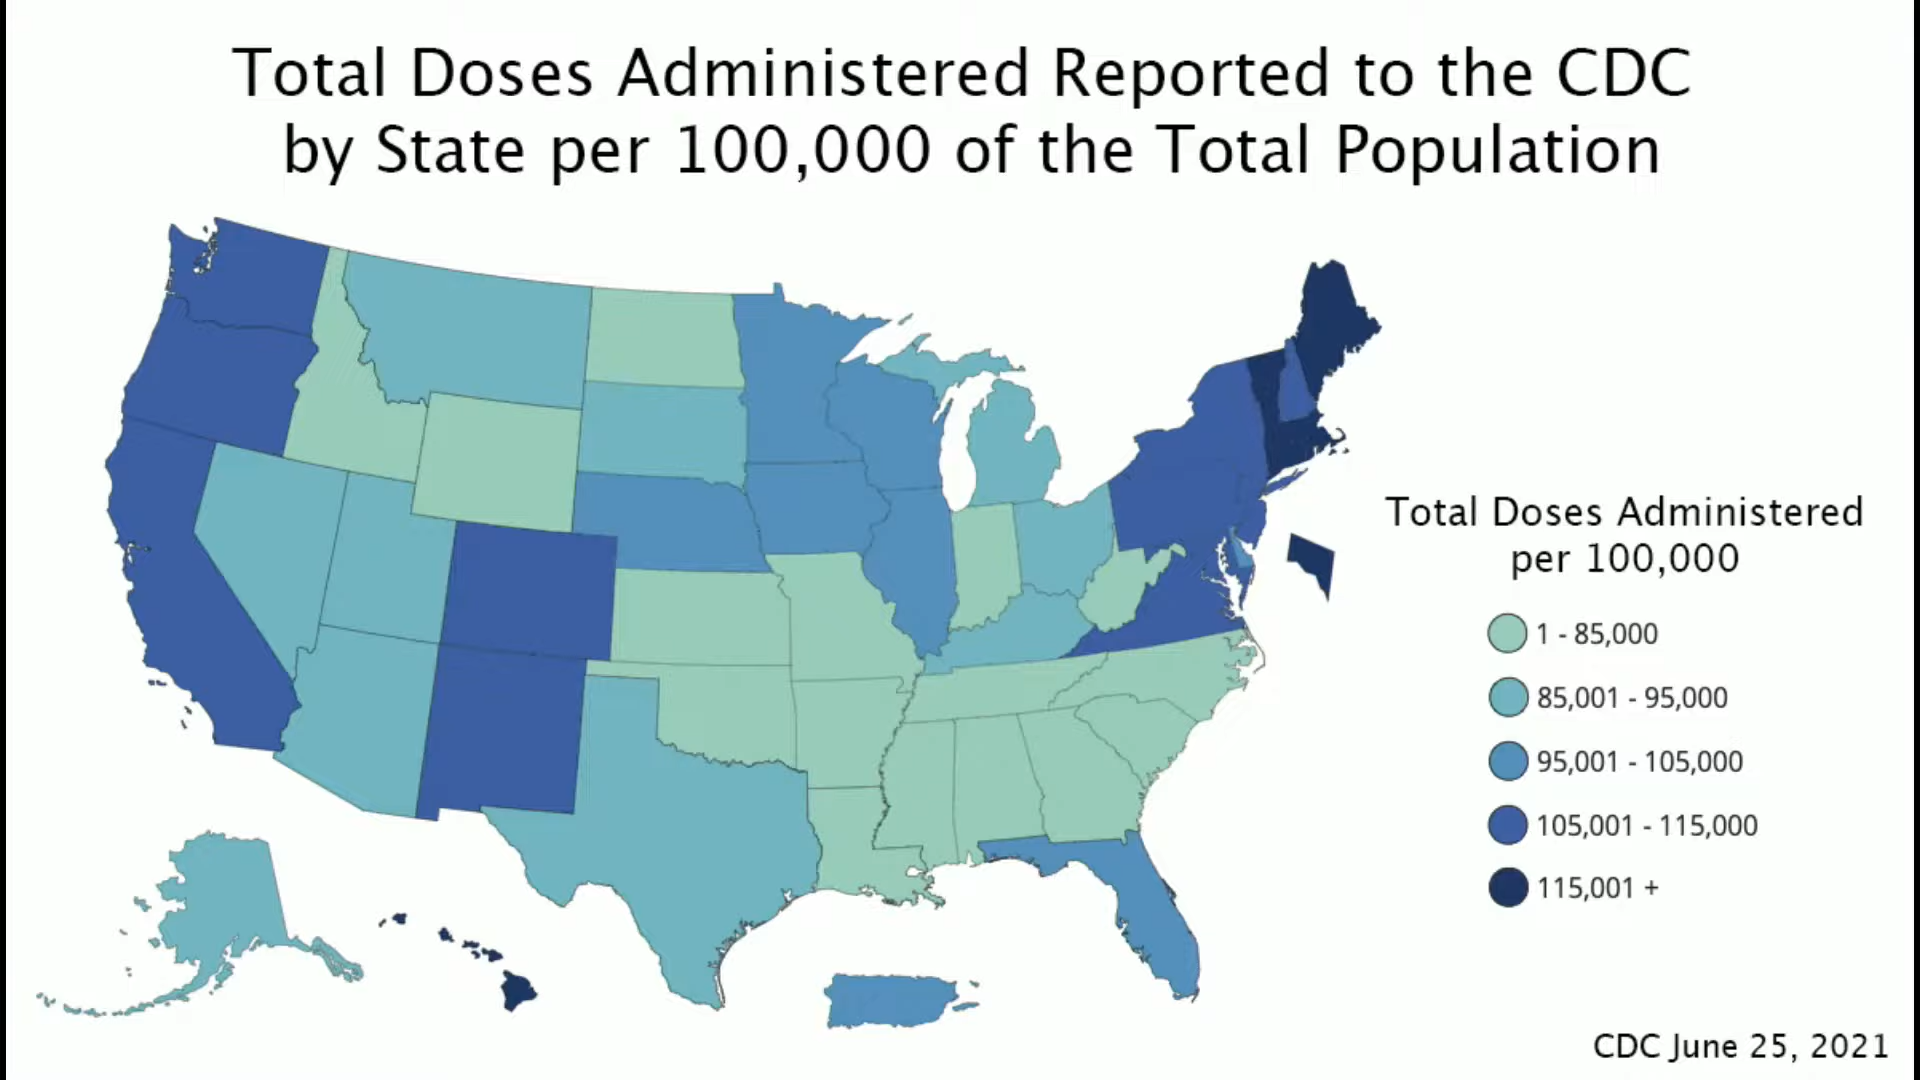 Total Doses Administered Reported to the CDC
by State per 100,000 of the Total Population
Total Doses Administered
per 100,000
1 - 85,000
85,001 - 95,000
95,001 - 105,000
105,001 - 115,000
115,001 +
CDC June 25, 2021